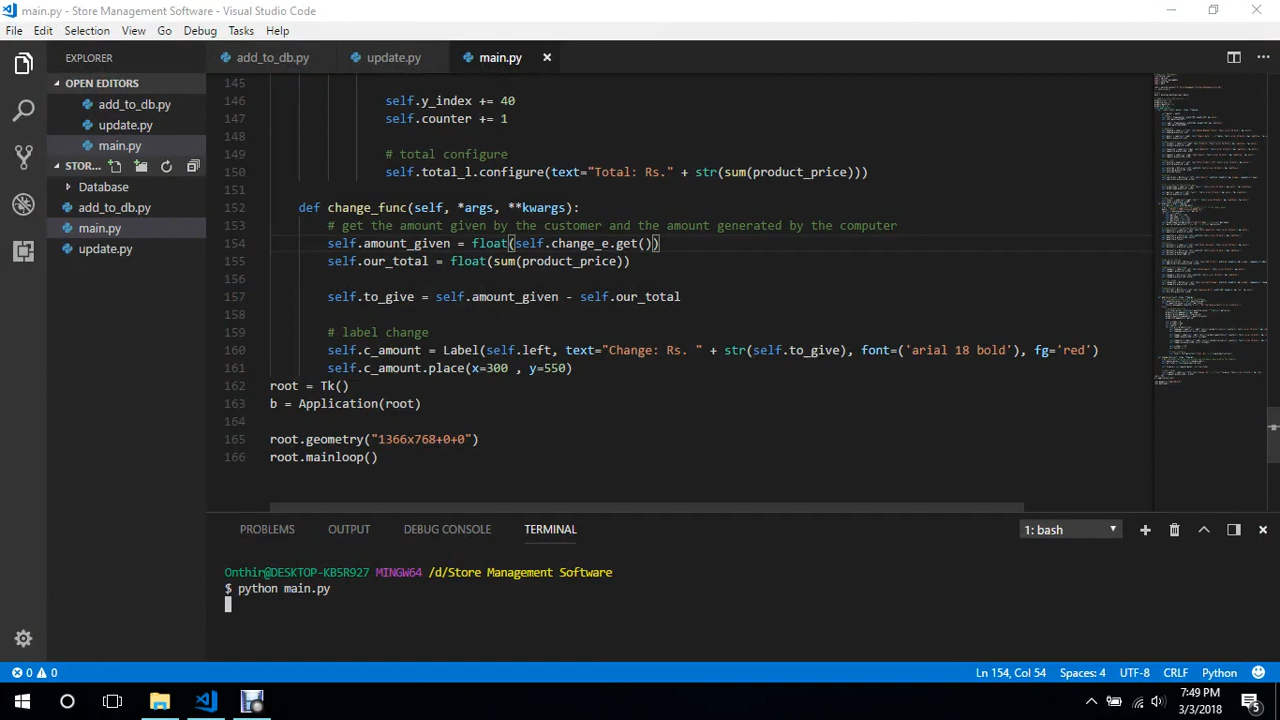 main.py - Store Management Software - Visual Studio Code
File Edit Selection View Go Debug Tasks Help
EXPLORER
OPEN EDITORS
add_to_db.py
update.py
main.py
STOR...
Database
add_to_db.py
main.py
update.py
add_to_db.py update.py main.py
145
146 self.y_index += 40
147 self.counter += 1
148
149 # total configure
150 self.total_l.configure(text="Total: Rs." + str(sum(product_price)))
151
152 def change_func(self, *args, **kwargs):
153 # get the amount given by the customer and the amount generated by the computer
154 self.amount_given = float(self.change_e.get())
155 self.our_total = float(sum(product_price))
156
157 self.to_give = self.amount_given - self.our_total
158
159 # label change
160 self.c_amount = Label(self.left, text="Change: Rs. " + str(self.to_give), font=('arial 18 bold'), fg='red')
161 self.c_amount.place(x=300 , y=550)
162 root = Tk()
163 b = Application(root)
164
165 root.geometry("1366x768+0+0")
166 root.mainloop()
PROBLEMS OUTPUT DEBUG CONSOLE TERMINAL 1: bash
Onthir@DESKTOP-KB5R927 MINGW64 /d/Store Management Software
$ python main.py
0 0 Ln 154, Col 54 Spaces: 4 UTF-8 CRLF Python
7:49 PM
3/3/2018
5